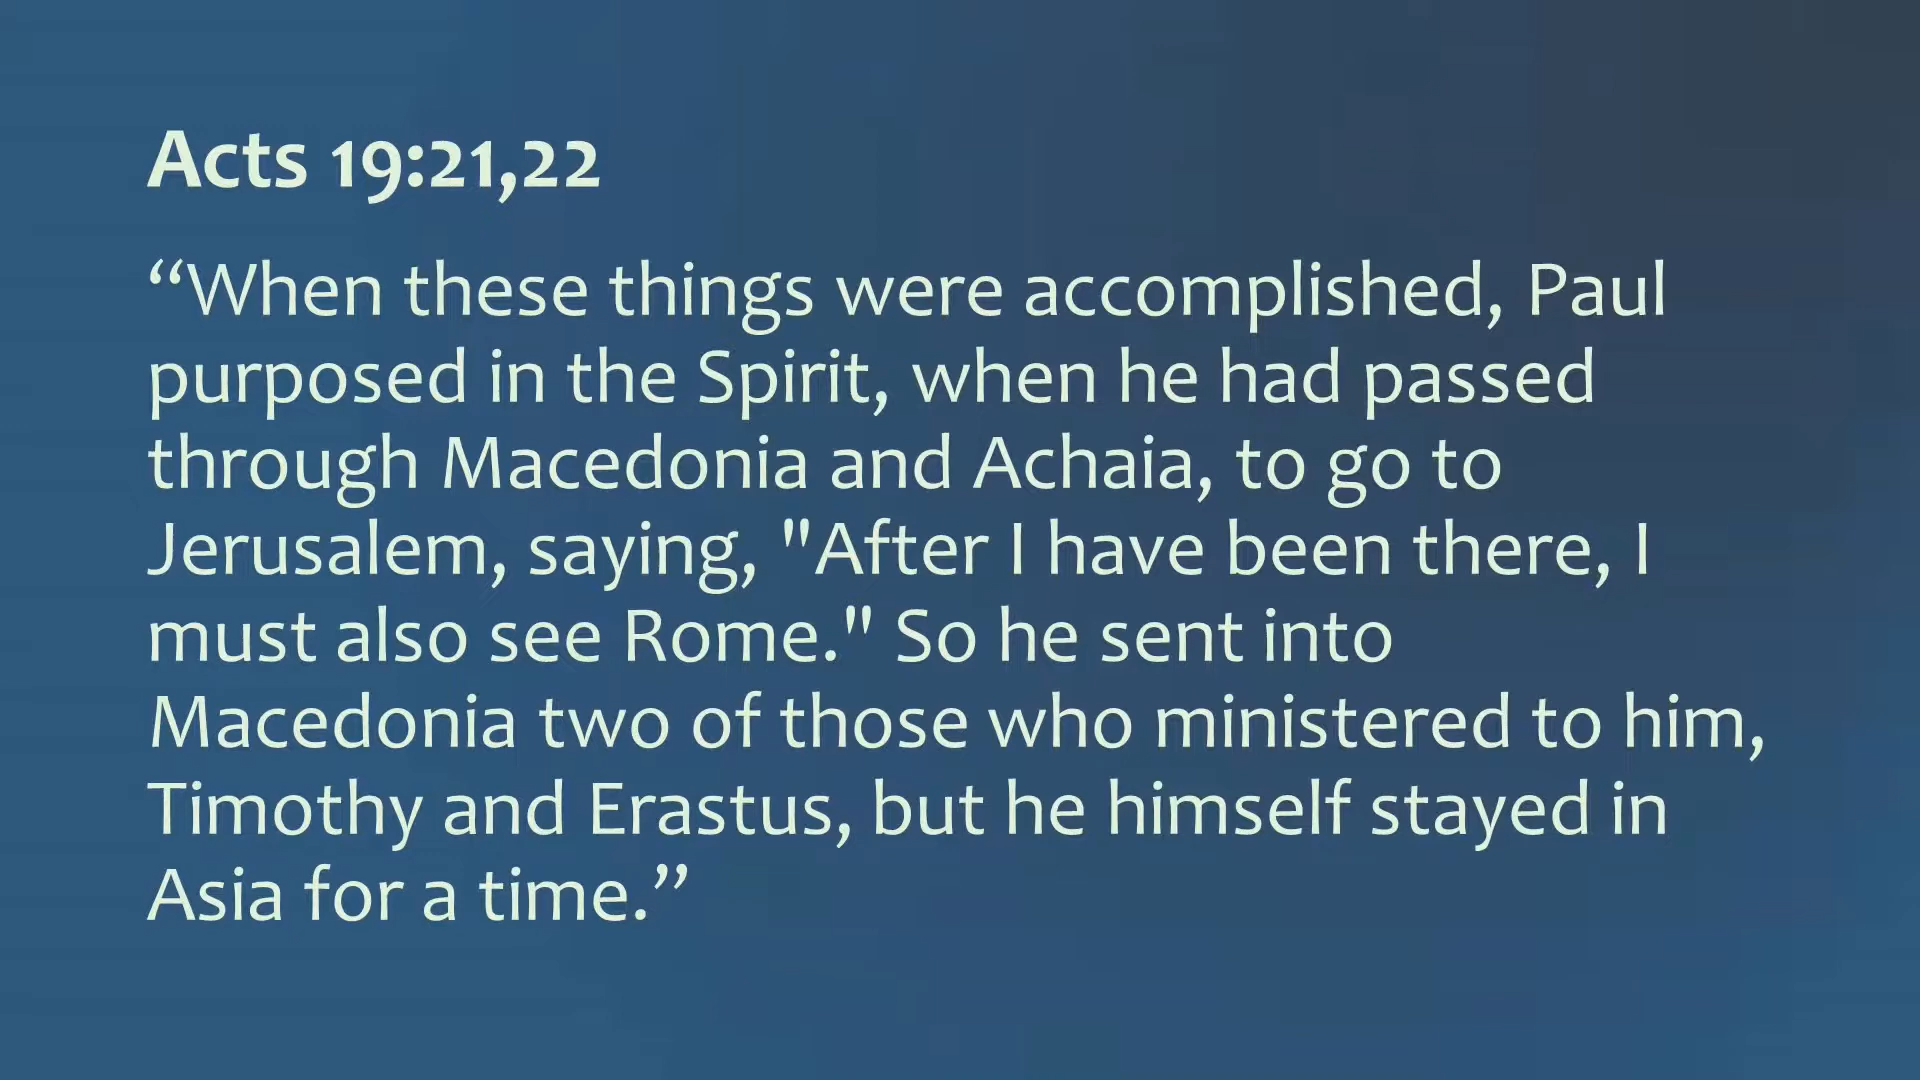 Acts 19:21,22
“When these things were accomplished, Paul
purposed in the Spirit, when he had passed
through Macedonia and Achaia, to go to
Jerusalem, saying, "After I have been there, I
must also see Rome." So he sent into
Macedonia two of those who ministered to him,
Timothy and Erastus, but he himself stayed in
Asia for a time.”